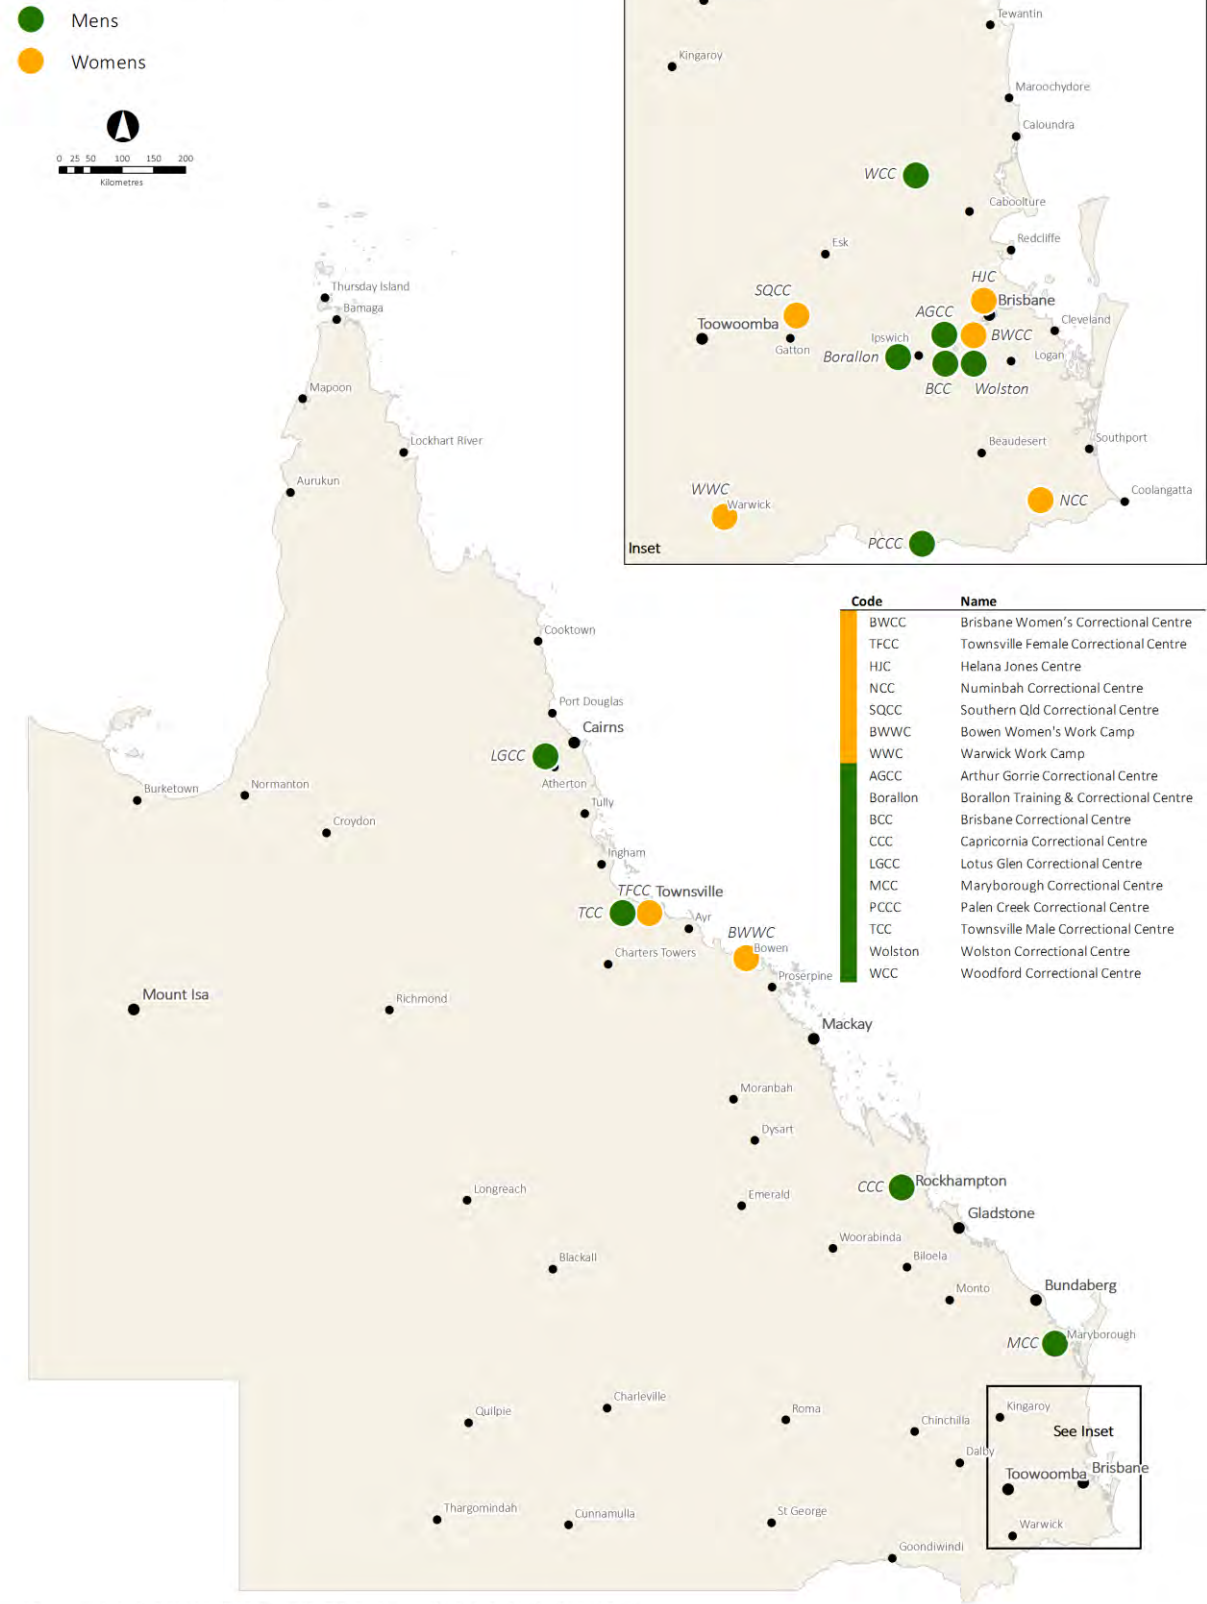 Mens
Womens
0 25 50 100 150 200
Kilometres
Tewantin
Kingaroy
Maroochydore
Caloundra
WCC
Caboolture
Esk
Redcliffe
HJC
SQCC
Brisbane
AGCC
Toowoomba
Cleveland
Ipswich
BWCC
Gatton
Borallon
Logan
BCC
Wolston
Beaudesert
Southport
WWC
Warwick
NCC
Coolangatta
PCCC
Inset
Thursday Island
Bamaga
Mapoon
Lockhart River
Aurukun
Code Name
BWCC Brisbane Women's Correctional Centre
TFCC Townsville Female Correctional Centre
HJC Helana Jones Centre
NCC Numinbah Correctional Centre
SQCC Southern Qld Correctional Centre
BWWC Bowen Women's Work Camp
WWC Warwick Work Camp
AGCC Arthur Gorrie Correctional Centre
Borallon Borallon Training & Correctional Centre
BCC Brisbane Correctional Centre
CCC Capricornia Correctional Centre
LGCC Lotus Glen Correctional Centre
MCC Maryborough Correctional Centre
PCCC Palen Creek Correctional Centre
TCC Townsville Male Correctional Centre
Wolston Wolston Correctional Centre
WCC Woodford Correctional Centre
Cooktown
Port Douglas
Cairns
LGCC
Atherton
Burketown
Normanton
Tully
Croydon
Ingham
TFCC Townsville
TCC
Ayr
BWWC
Bowen
Charters Towers
Proserpine
Mount Isa
Richmond
Mackay
Moranbah
Dysart
CCC Rockhampton
Longreach
Emerald
Gladstone
Woorabinda
Biloela
Blackall
Bundaberg
Monto
MCC Maryborough
Charleville
Quilpie
Roma
Kingaroy
Chinchilla
See Inset
Dalby
Toowoomba Brisbane
Thargomindah
Cunnamulla
St George
Warwick
Goondiwindi